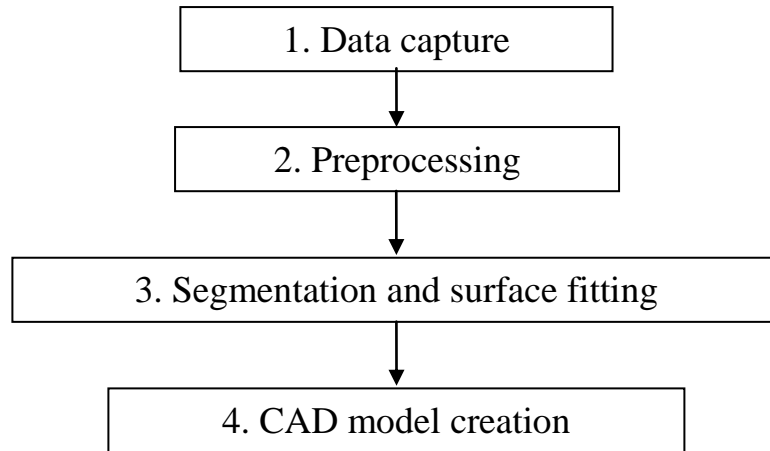 1. Data capture
2. Preprocessing
3. Segmentation and surface fitting
4. CAD model creation